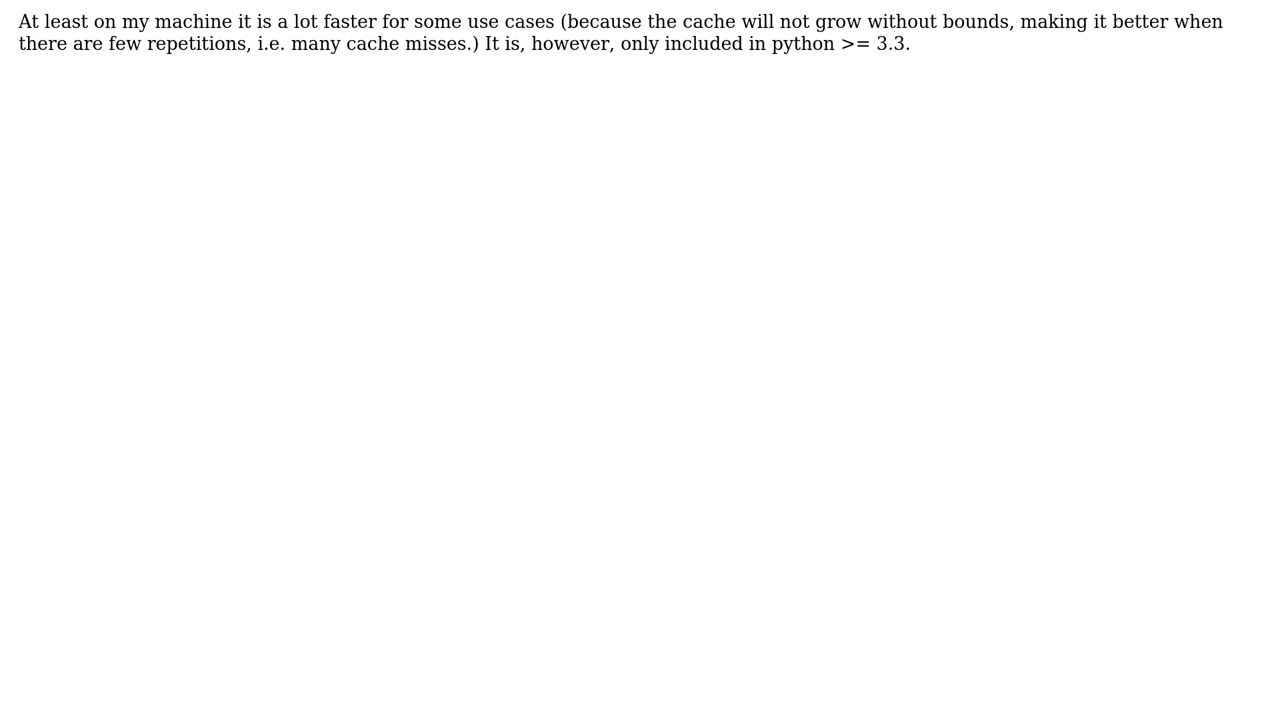 At least on my machine it is a lot faster for some use cases (because the cache will not grow without bounds, making it better when
there are few repetitions, i.e. many cache misses.) It is, however, only included in python >= 3.3.